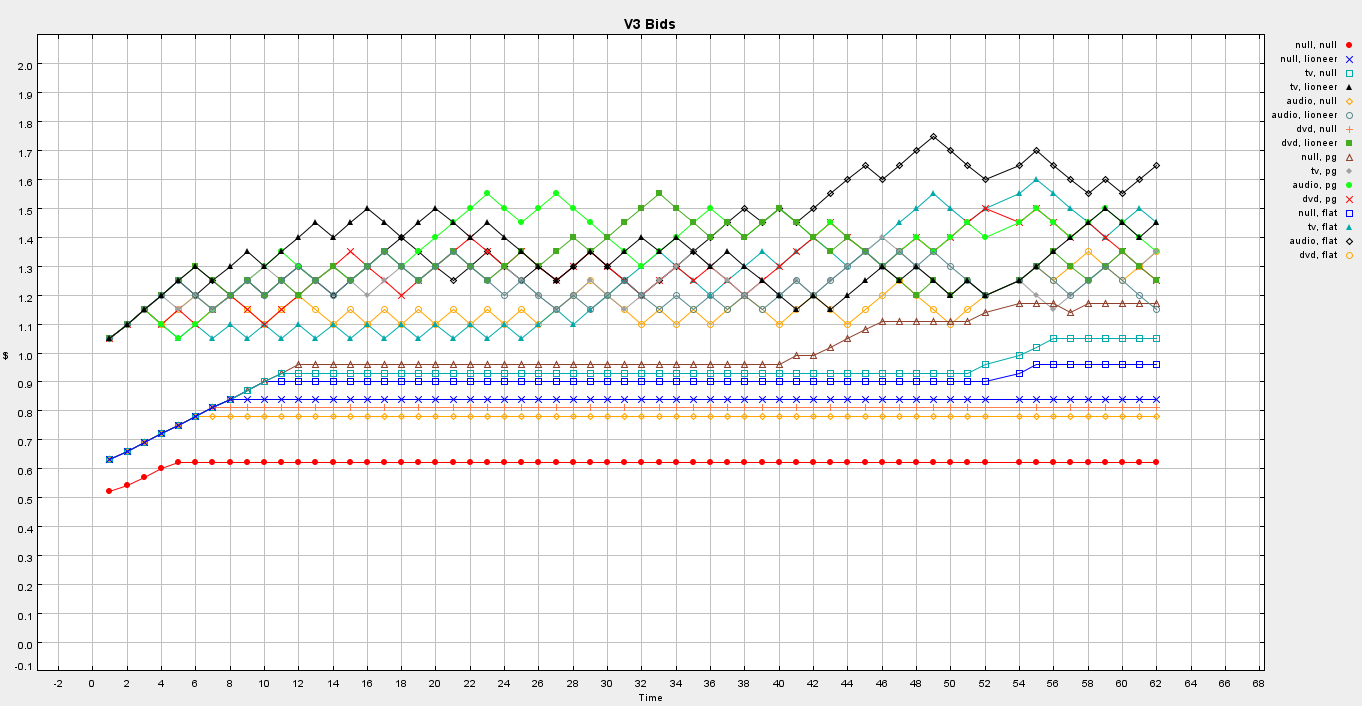 V3 Bids
2.0
1.9
1.8
1.7
1.6
1.5
1.4
1.3
1.2
1.1
1.0
0.9
0.8
0.7
0.6
0.5
0.4
0.3
0.2
0.1
0.0
-0.1
$
-2 0 2 4 6 8 10 12 14 16 18 20 22 24 26 28 30 32 34 36 38 40 42 44 46 48 50 52 54 56 58 60 62 64 66 68
Time
null, null
null, lioneer
tv, null
tv, lioneer
audio, null
audio, lioneer
dvd, null
dvd, lioneer
null, pg
tv, pg
audio, pg
dvd, pg
null, flat
tv, flat
audio, flat
dvd, flat